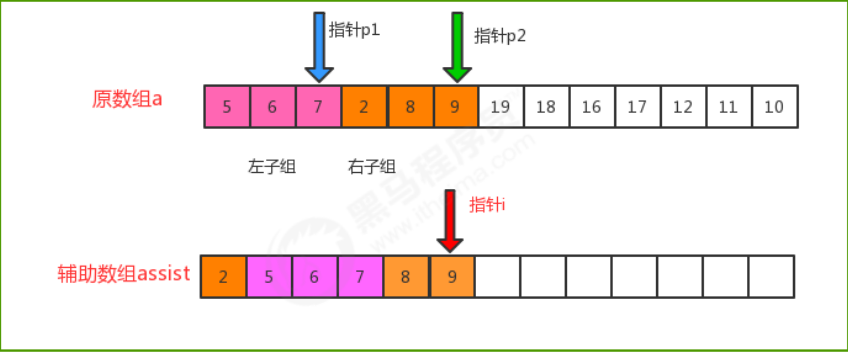 指针p1
指针p2
原数组a
5 6 7 2 8 9 19 18 16 17 12 11 10
左子组 右子组
指针i
辅助数组assist
2 5 6 7 8 9
黑马程序员
www.itheima.com